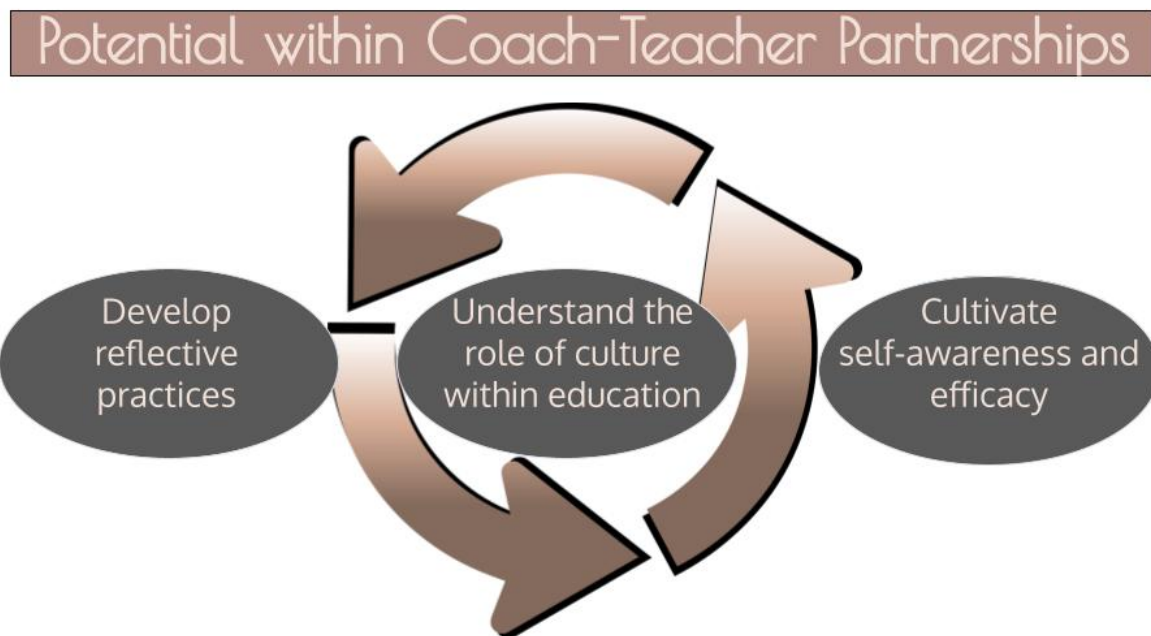 Potential within Coach-Teacher Partnerships
Develop
reflective
practices
Understand the
role of culture
within education
Cultivate
self-awareness and
efficacy